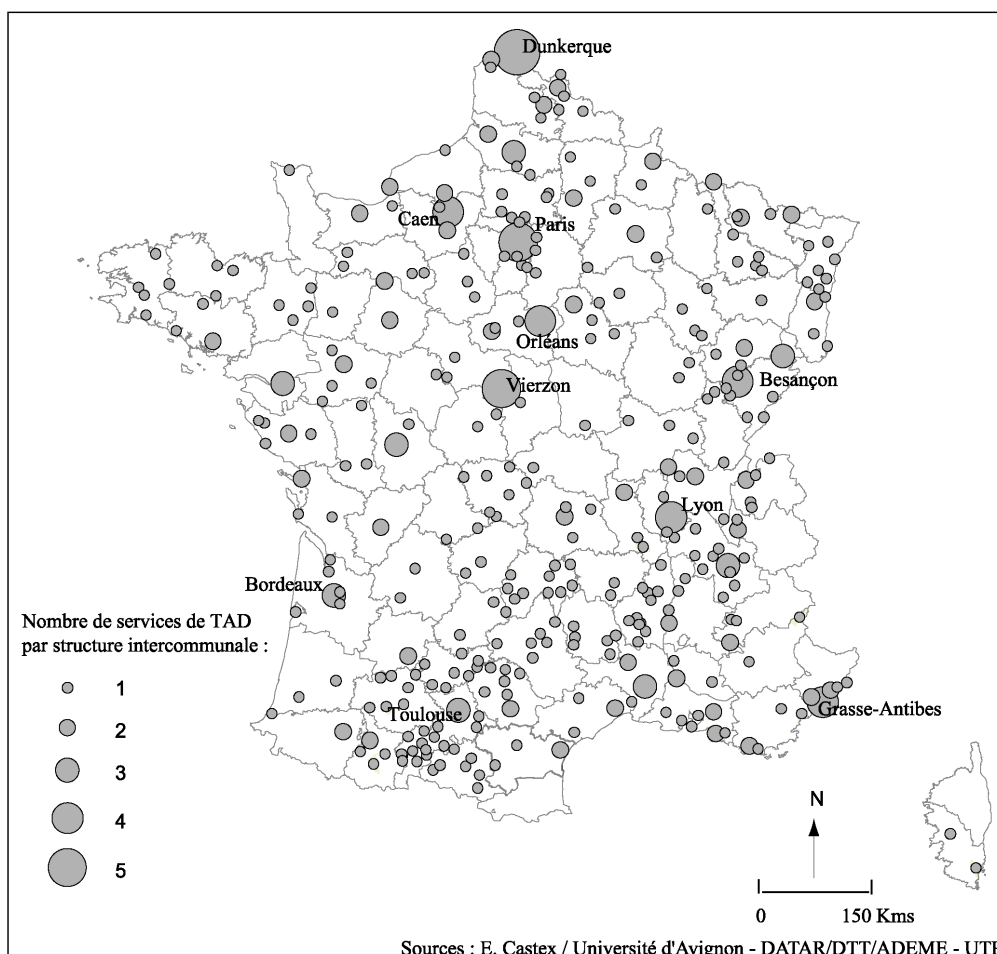 Dunkerque
Caen
Paris
Orléans
Vierzon
Besançon
Lyon
Bordeaux
Nombre de services de TAD
par structure intercommunale :
1
2
3
4
5
Toulouse
Grasse-Antibes
N
0 150 Kms
Sources : E. Castex / Université d'Avignon - DATAR/DTT/ADEME -